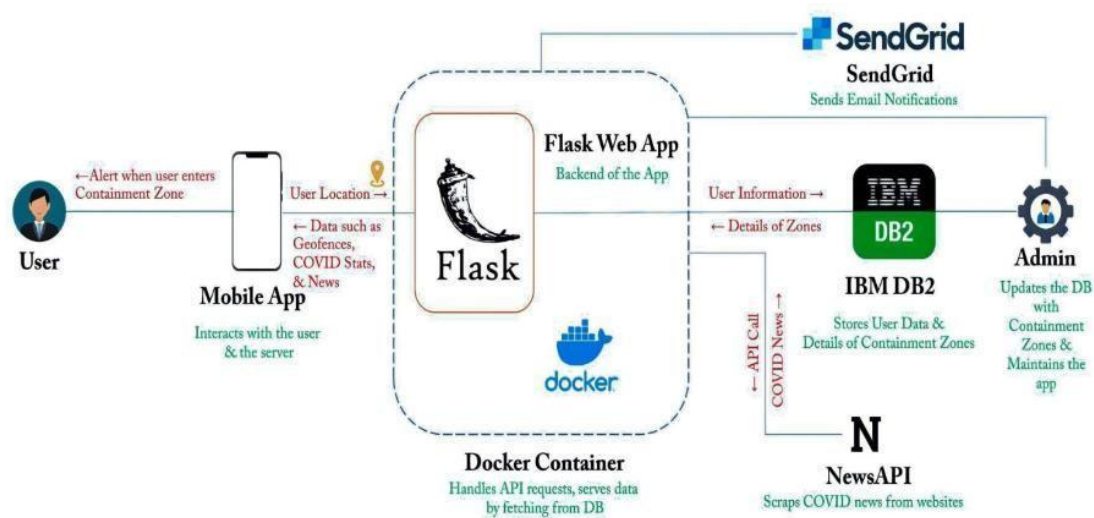 SendGrid
SendGrid
Sends Email Notifications
Flask Web App
Backend of the App
←Alert when user enters
Containment Zone
User
User Location →
← Data such as
Geofences,
COVID Stats,
& News
Mobile App
Interacts with the user
& the server
Flask
docker
Docker Container
Handles API requests, serves data
by fetching from DB
User Information →
← Details of Zones
IBM
DB2
IBM DB2
Stores User Data &
Details of Containment Zones
Admin
Updates the DB
with
Containment
Zones &
Maintains the
app
← API Call
COVID News →
N
NewsAPI
Scraps COVID news from websites